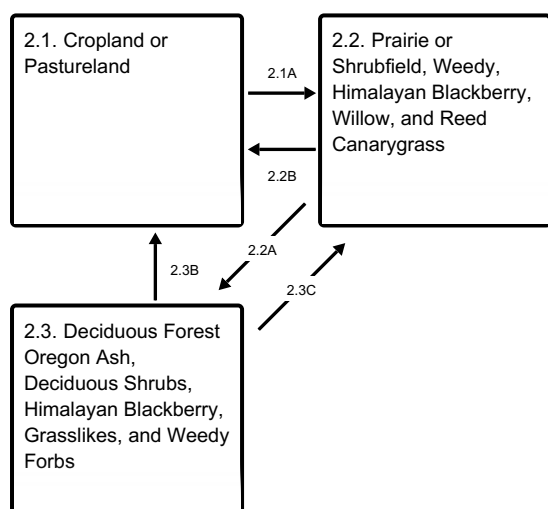 2.1. Cropland or
Pastureland
2.1A
2.2. Prairie or
Shrubfield, Weedy,
Himalayan Blackberry,
Willow, and Reed
Canarygrass
2.2B
2.2A
2.3B
2.3C
2.3. Deciduous Forest
Oregon Ash,
Deciduous Shrubs,
Himalayan Blackberry,
Grasslikes, and Weedy
Forbs